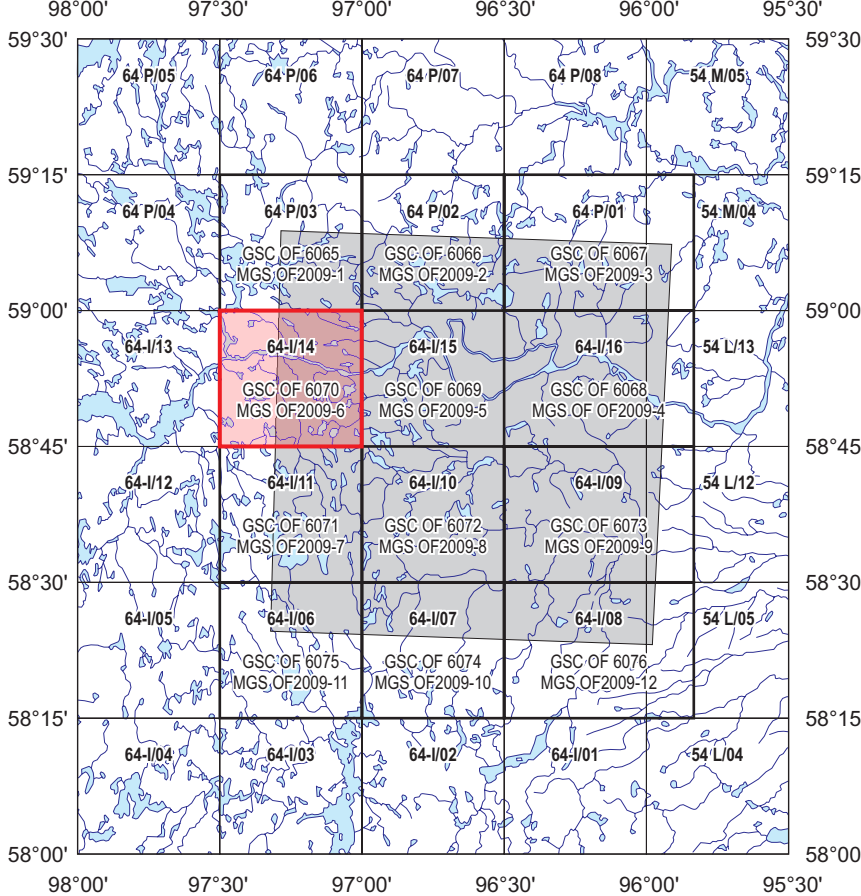 98°00' 97°30' 97°00' 96°30' 96°00' 95°30'
59°30' 59°30
64 P/05 64 P/06 64 P/07 64 P/08 54 M/05
59°15' 59°15
64 P/04 64 P/03 64 P/02 64 P/01 54 M/04
GSC OF 6065 GSC OF 6066 GSC OF 6067
MGS OF2009-1 MGS OF2009-2 MGS OF2009-3
59°00' 59°00
64-I/13 64-I/14 64-I/15 64-I/16 54 L/13
GSC OF 6070 GSC OF 6069 GSC OF 6068
MGS OF2009-6 MGS OF2009-5 MGS OF OF2009-4
58°45' 58°45
64-I/12 64-I/11 64-I/10 64-I/09 54 L/12
GSC OF 6071 GSC OF 6072 GSC OF 6073
MGS OF2009-7 MGS OF2009-8 MGS OF2009-9
58°30' 58°30
64-I/05 64-I/06 64-I/07 64-I/08 54 L/05
GSC OF 6075 GSC OF 6074 GSC OF 6076
MGS OF2009-11 MGS OF2009-10 MGS OF2009-12
58°15' 58°15
64-I/04 64-I/03 64-I/02 64-I/01 54 L/04
58°00' 58°00
98°00' 97°30' 97°00' 96°30' 96°00' 95°30'